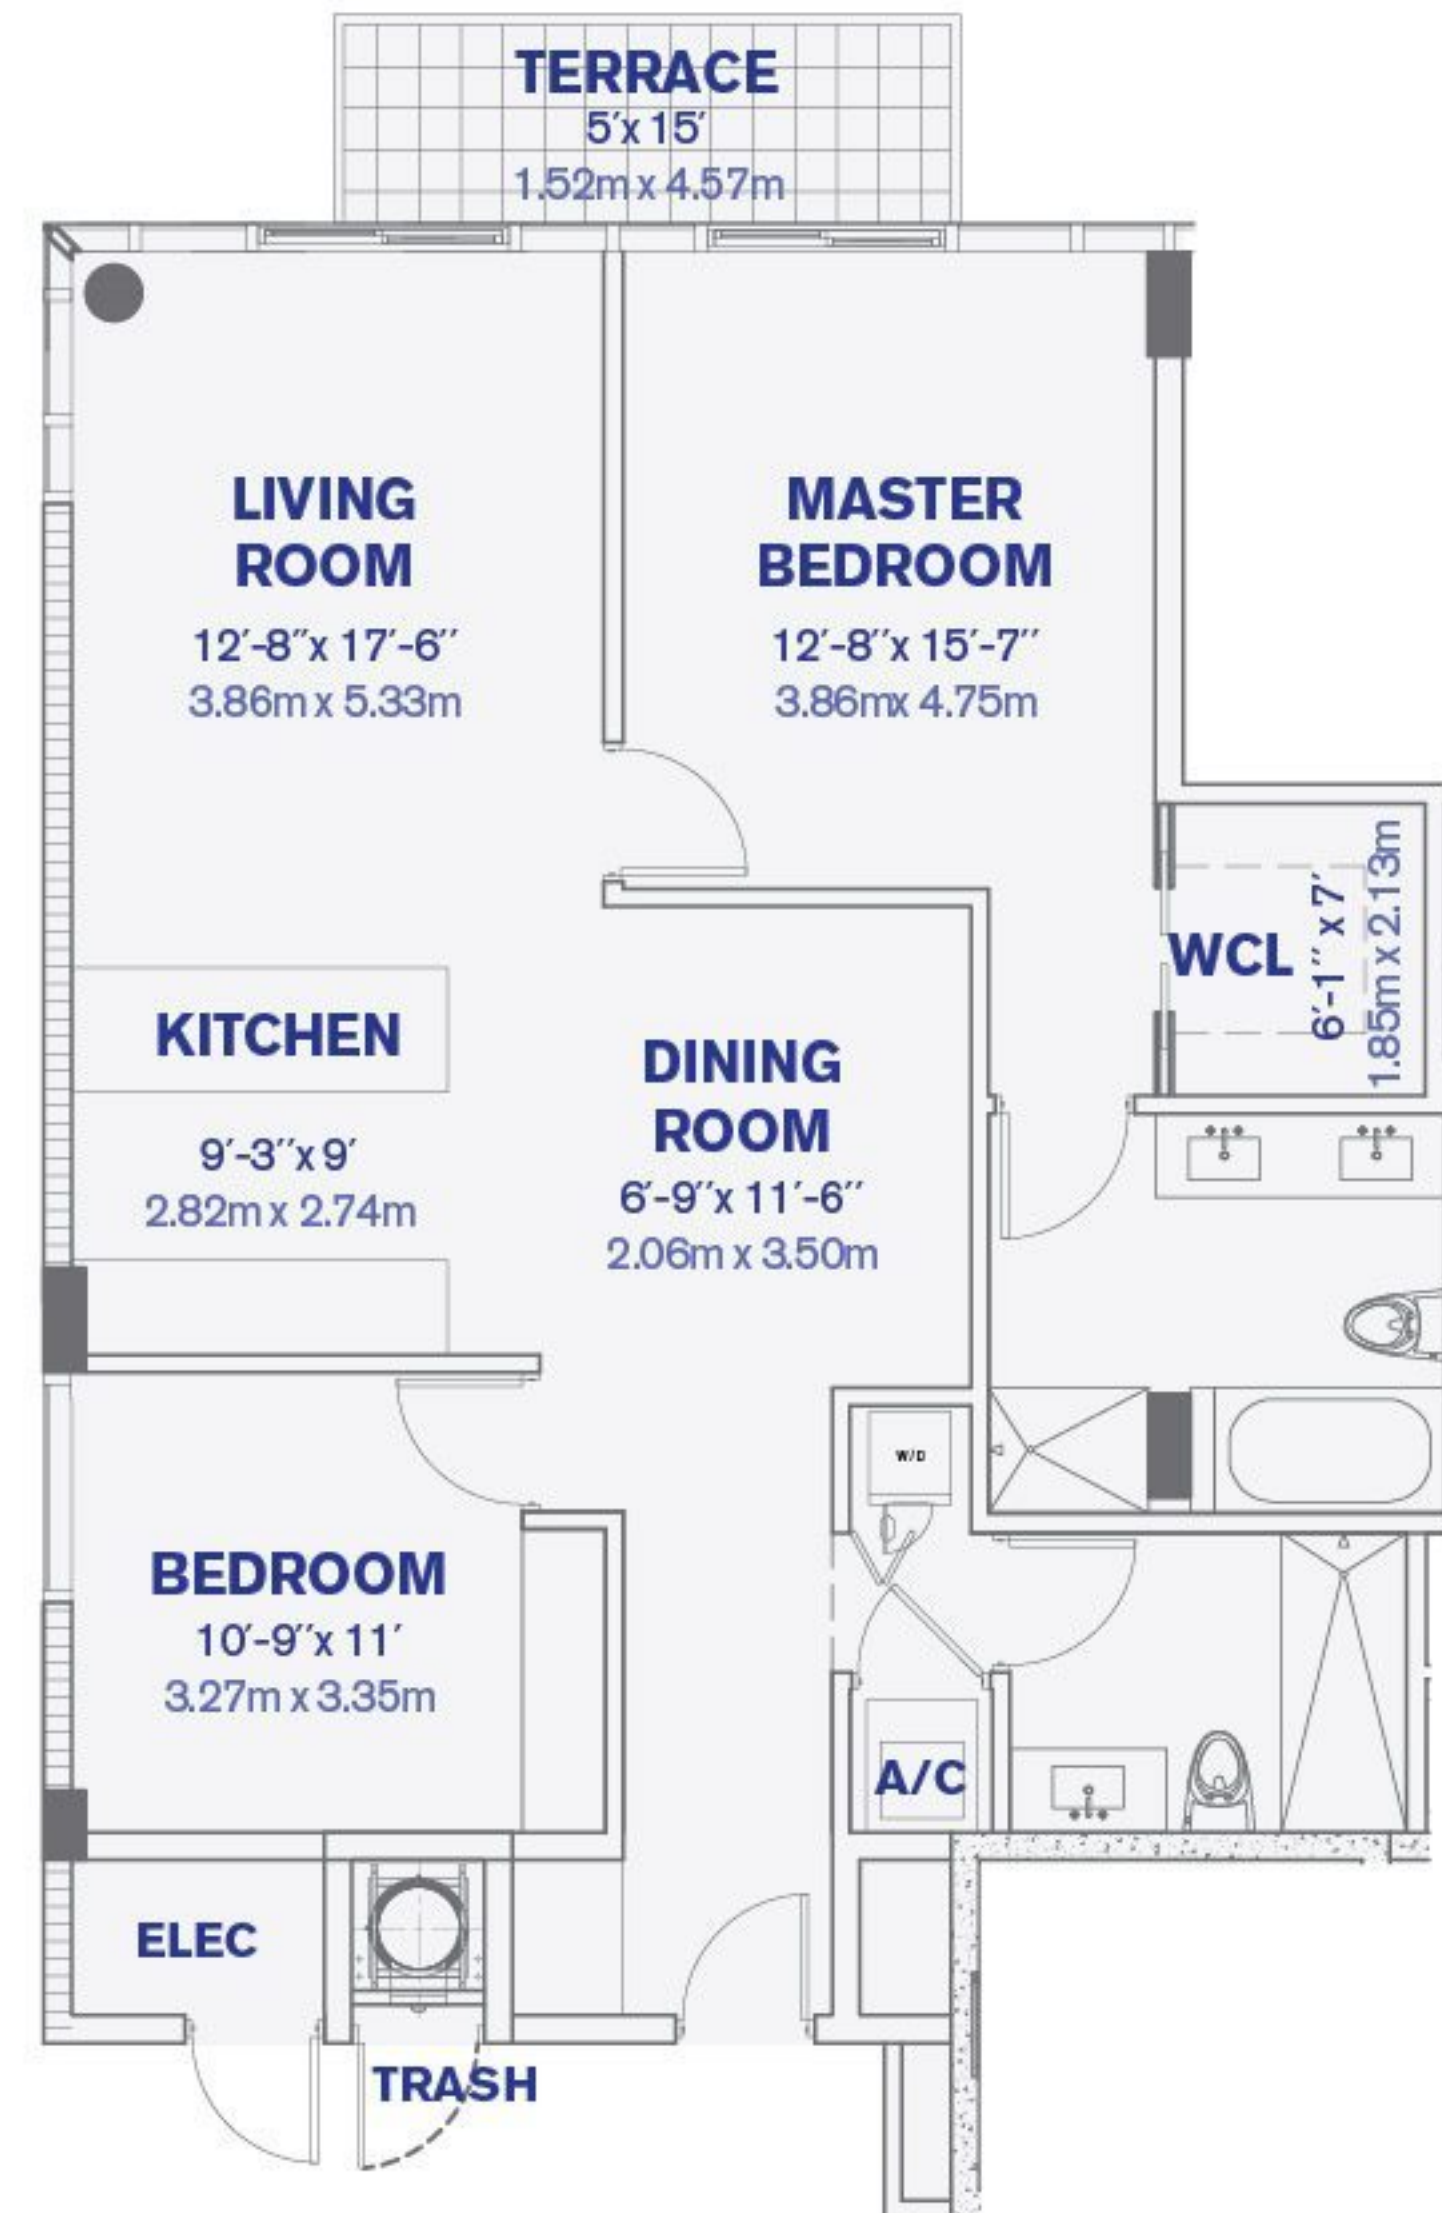 TERRACE
5'x 15'
1.52m x 4.57m
LIVING
ROOM
12'-8"x 17'-6''
3.86m x 5.33m
MASTER
BEDROOM
12'-8''x 15'-7''
3.86mx 4.75m
WCL
6'-1'' x 7'
1.85m x 2.13m
KITCHEN
9'-3''x 9'
2.82m x 2.74m
DINING
ROOM
6'-9''x 11'-6''
2.06m x 3.50m
W/D
BEDROOM
10'-9''x 11'
3.27m x 3.35m
A/C
ELEC
TRASH